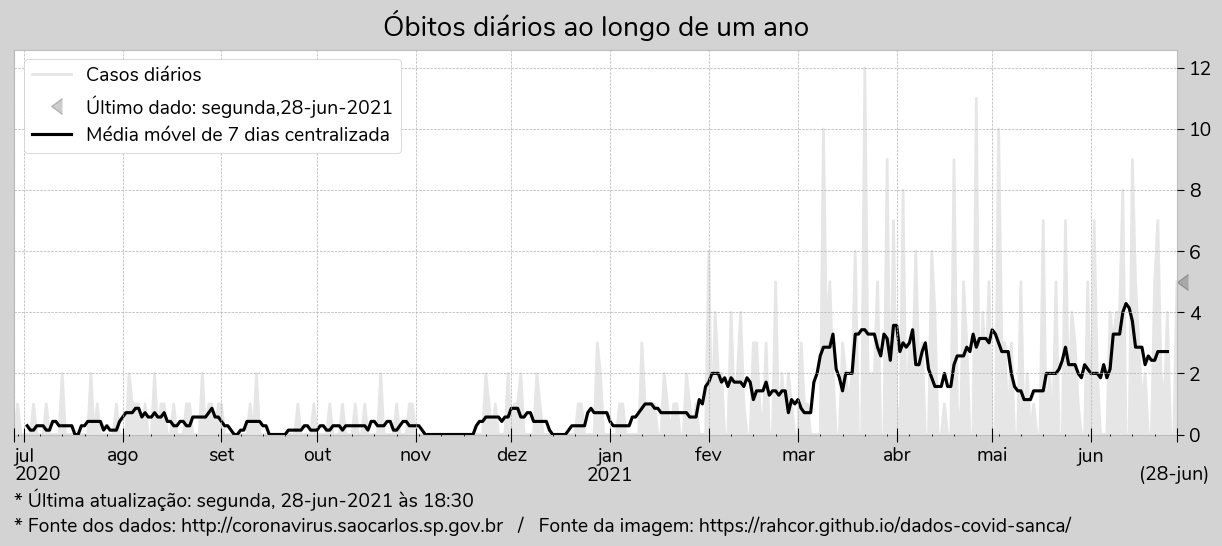 Óbitos diários ao longo de um ano
Casos diários
Último dado: segunda,28-jun-2021
Média móvel de 7 dias centralizada
12
10
8
6
4
2
0
jul ago set out nov dez jan fev mar abr mai jun
2020 2021 (28-jun)
* Última atualização: segunda, 28-jun-2021 às 18:30
* Fonte dos dados: http://coronavirus.saocarlos.sp.gov.br / Fonte da imagem: https://rahcor.github.io/dados-covid-sanca/